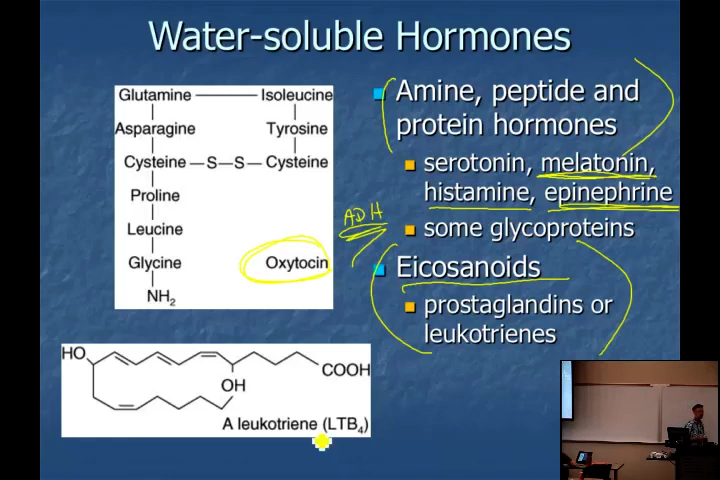 Water-soluble Hormones
Glutamine Isoleucine
Asparagine Tyrosine
Cysteine —S—S— Cysteine
Proline
Leucine
Glycine Oxytocin
NH2
ADH
Amine, peptide and
protein hormones
serotonin, melatonin,
histamine, epinephrine
some glycoproteins
Eicosanoids
prostaglandins or
leukotrienes
HO
COOH
OH
A leukotriene (LTB4)